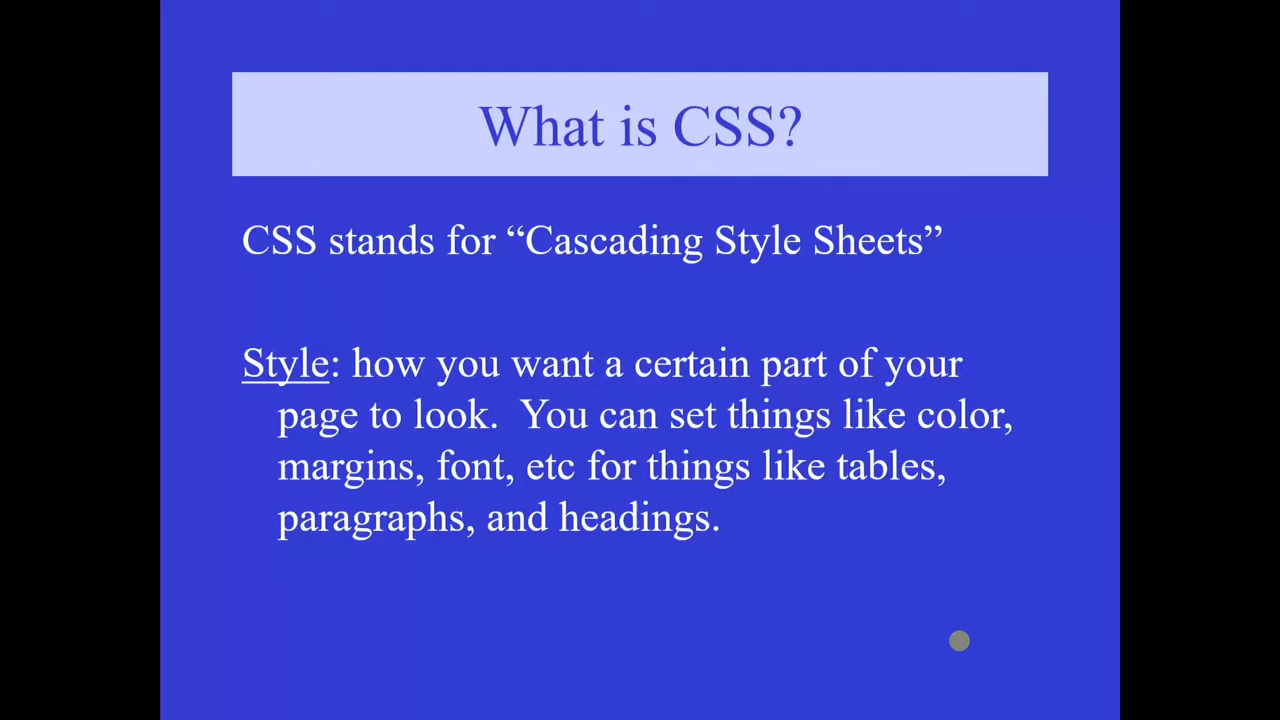 What is CSS?
CSS stands for “Cascading Style Sheets”
Style: how you want a certain part of your
page to look.  You can set things like color,
margins, font, etc for things like tables,
paragraphs, and headings.